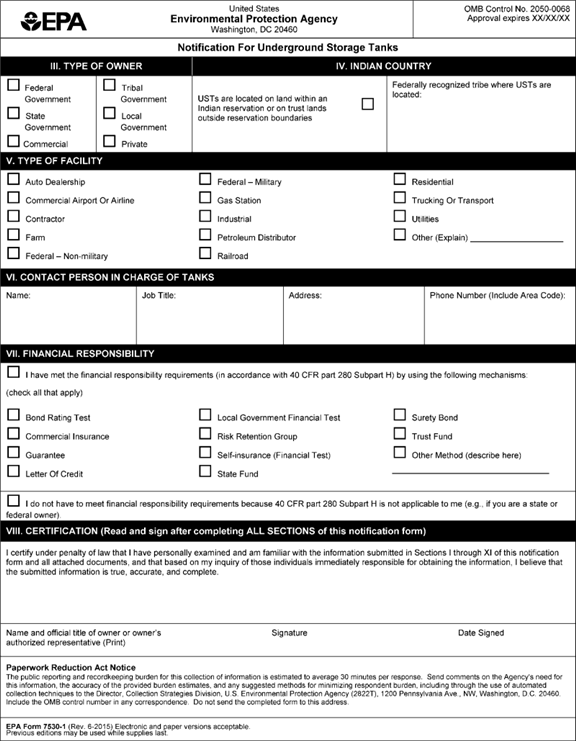 EPA
United States
Environmental Protection Agency
Washington, DC 20460
OMB Control No. 2050-0068
Approval expires XX/XX/XX
Notification For Underground Storage Tanks
III. TYPE OF OWNER
IV. INDIAN COUNTRY
Federal
Government
Tribal
Government
State
Government
Local
Government
Commercial
Private
USTs are located on land within an
Indian reservation or on trust lands
outside reservation boundaries
Federally recognized tribe where USTs are
located:
V. TYPE OF FACILITY
Auto Dealership
Federal – Military
Residential
Commercial Airport Or Airline
Gas Station
Trucking Or Transport
Contractor
Industrial
Utilities
Farm
Petroleum Distributor
Other (Explain)
Federal – Non-military
Railroad
VI. CONTACT PERSON IN CHARGE OF TANKS
Name:
Job Title:
Address:
Phone Number (Include Area Code):
VII. FINANCIAL RESPONSIBILITY
I have met the financial responsibility requirements (in accordance with 40 CFR part 280 Subpart H) by using the following mechanisms:
(check all that apply)
Bond Rating Test
Local Government Financial Test
Surety Bond
Commercial Insurance
Risk Retention Group
Trust Fund
Guarantee
Self-insurance (Financial Test)
Other Method (describe here)
Letter Of Credit
State Fund
I do not have to meet financial responsibility requirements because 40 CFR part 280 Subpart H is not applicable to me (e.g., if you are a state or
federal owner).
VIII. CERTIFICATION (Read and sign after completing ALL SECTIONS of this notification form)
I certify under penalty of law that I have personally examined and am familiar with the information submitted in Sections I through XI of this notification
form and all attached documents, and that based on my inquiry of those individuals immediately responsible for obtaining the information, I believe that
the submitted information is true, accurate, and complete.
Name and official title of owner or owner's
authorized representative (Print)
Signature
Date Signed
Paperwork Reduction Act Notice
The public reporting and recordkeeping burden for this collection of information is estimated to average 30 minutes per response. Send comments on the Agency's need for
this information, the accuracy of the provided burden estimates, and any suggested methods for minimizing respondent burden, including through the use of automated
collection techniques to the Director, Collection Strategies Division, U.S. Environmental Protection Agency (2822T), 1200 Pennsylvania Ave., NW, Washington, D.C. 20460.
Include the OMB control number in any correspondence. Do not send the completed form to this address.
EPA Form 7530-1 (Rev. 6-2015) Electronic and paper versions acceptable.
Previous editions may be used while supplies last.